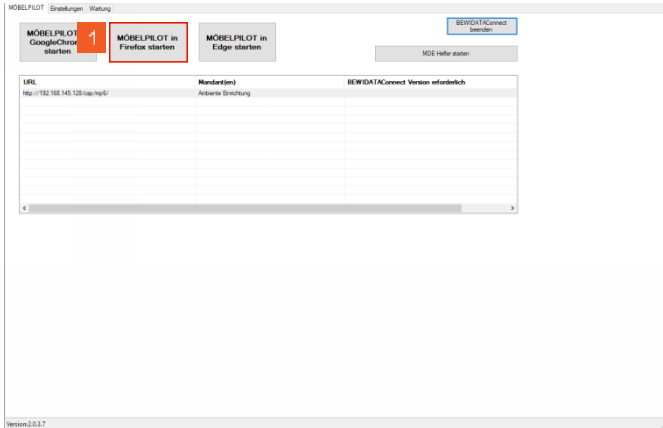 MÖBELPILOT Einstellungen Wartung
MÖBELPILOT
GoogleChrom
starten
1
MÖBELPILOT in
Firefox starten
MÖBELPILOT in
Edge starten
BEWIDATAConnect
beenden
MDE Helfer starten
URL Mandant(en) BEWIDATAConnect Version erforderlich
http://192.168.145.128/cap/mp6/ Ambiente Einrichtung
Version:2.0.3.7